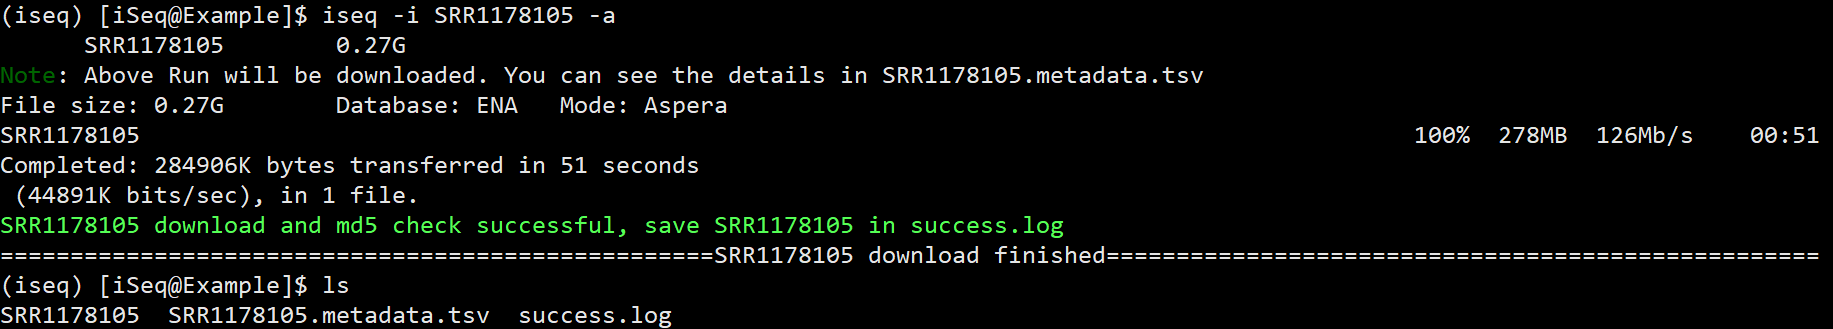 (iseq) [iSeq@Example]$ iseq -i SRR1178105 -a
      SRR1178105        0.27G
Note: Above Run will be downloaded. You can see the details in SRR1178105.metadata.tsv
File size: 0.27G        Database: ENA   Mode: Aspera
SRR1178105                                                                                           100%  278MB  126Mb/s    00:51
Completed: 284906K bytes transferred in 51 seconds
 (44891K bits/sec), in 1 file.
SRR1178105 download and md5 check successful, save SRR1178105 in success.log
===================================================SRR1178105 download finished===================================================
(iseq) [iSeq@Example]$ ls
SRR1178105  SRR1178105.metadata.tsv  success.log